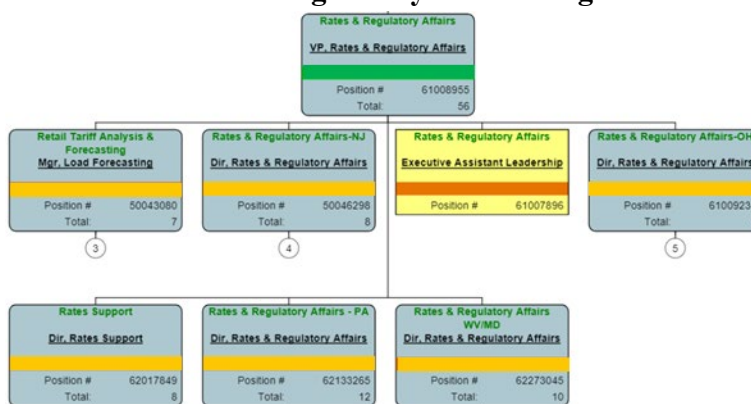 Rates & Regulatory Affairs
VP, Rates & Regulatory Affairs
Position # 61008955
Total: 56
Retail Tariff Analysis &
Forecasting
Mgr, Load Forecasting
Position # 50043080
Total: 7
3
Rates & Regulatory Affairs-NJ
Dir, Rates & Regulatory Affairs
Position # 50046298
Total: 8
4
Rates & Regulatory Affairs
Executive Assistant Leadership
Position # 61007896
Rates & Regulatory Affairs-OH
Dir, Rates & Regulatory Affairs
Position # 6100923
Total:
5
Rates Support
Dir, Rates Support
Position # 62017849
Total: 8
Rates & Regulatory Affairs - PA
Dir, Rates & Regulatory Affairs
Position # 62133265
Total: 12
Rates & Regulatory Affairs
WV/MD
Dir, Rates & Regulatory Affairs
Position # 62273045
Total: 10